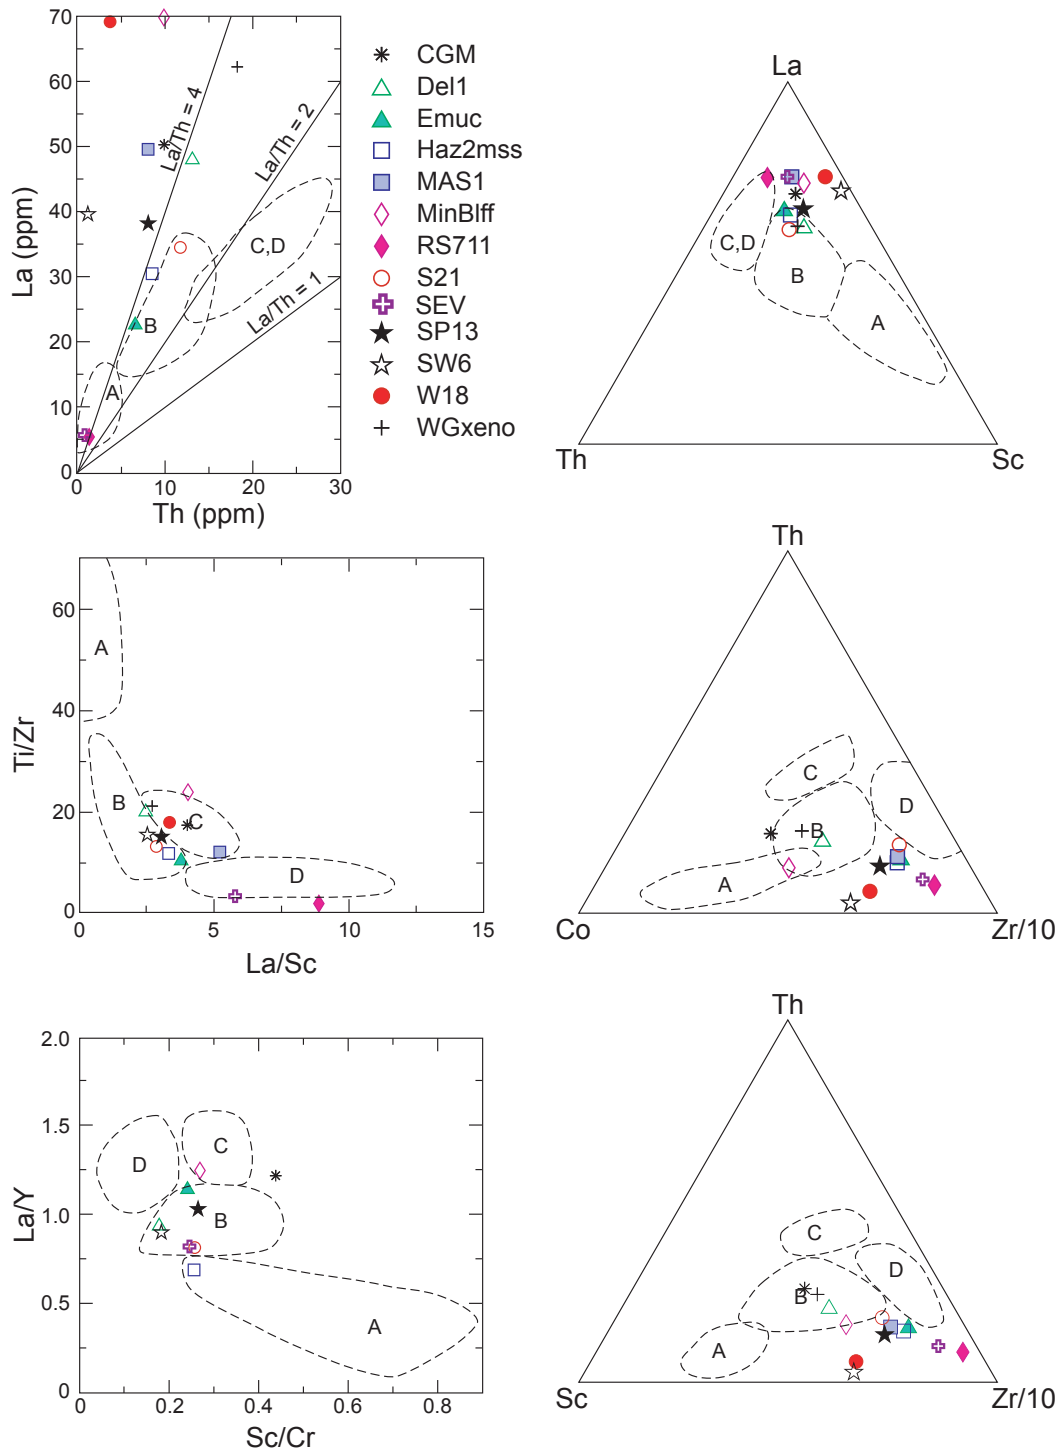 70
60
50
40
30
20
10
0
La (ppm)
0
10
20
30
Th (ppm)
La/Th = 4
La/Th = 2
La/Th = 1
C,D
B
A
CGM
Del1
Emuc
Haz2mss
MAS1
MinBlff
RS711
S21
SEV
SP13
SW6
W18
WGxeno
La
C,D
B
A
Th
Sc
60
40
20
0
Ti/Zr
A
B
C
D
0
5
10
15
La/Sc
Th
C
D
B
A
Co
Zr/10
2.0
1.5
1.0
0.5
0
La/Y
D
C
B
A
0
0.2
0.4
0.6
0.8
Sc/Cr
Th
C
D
B
A
Sc
Zr/10